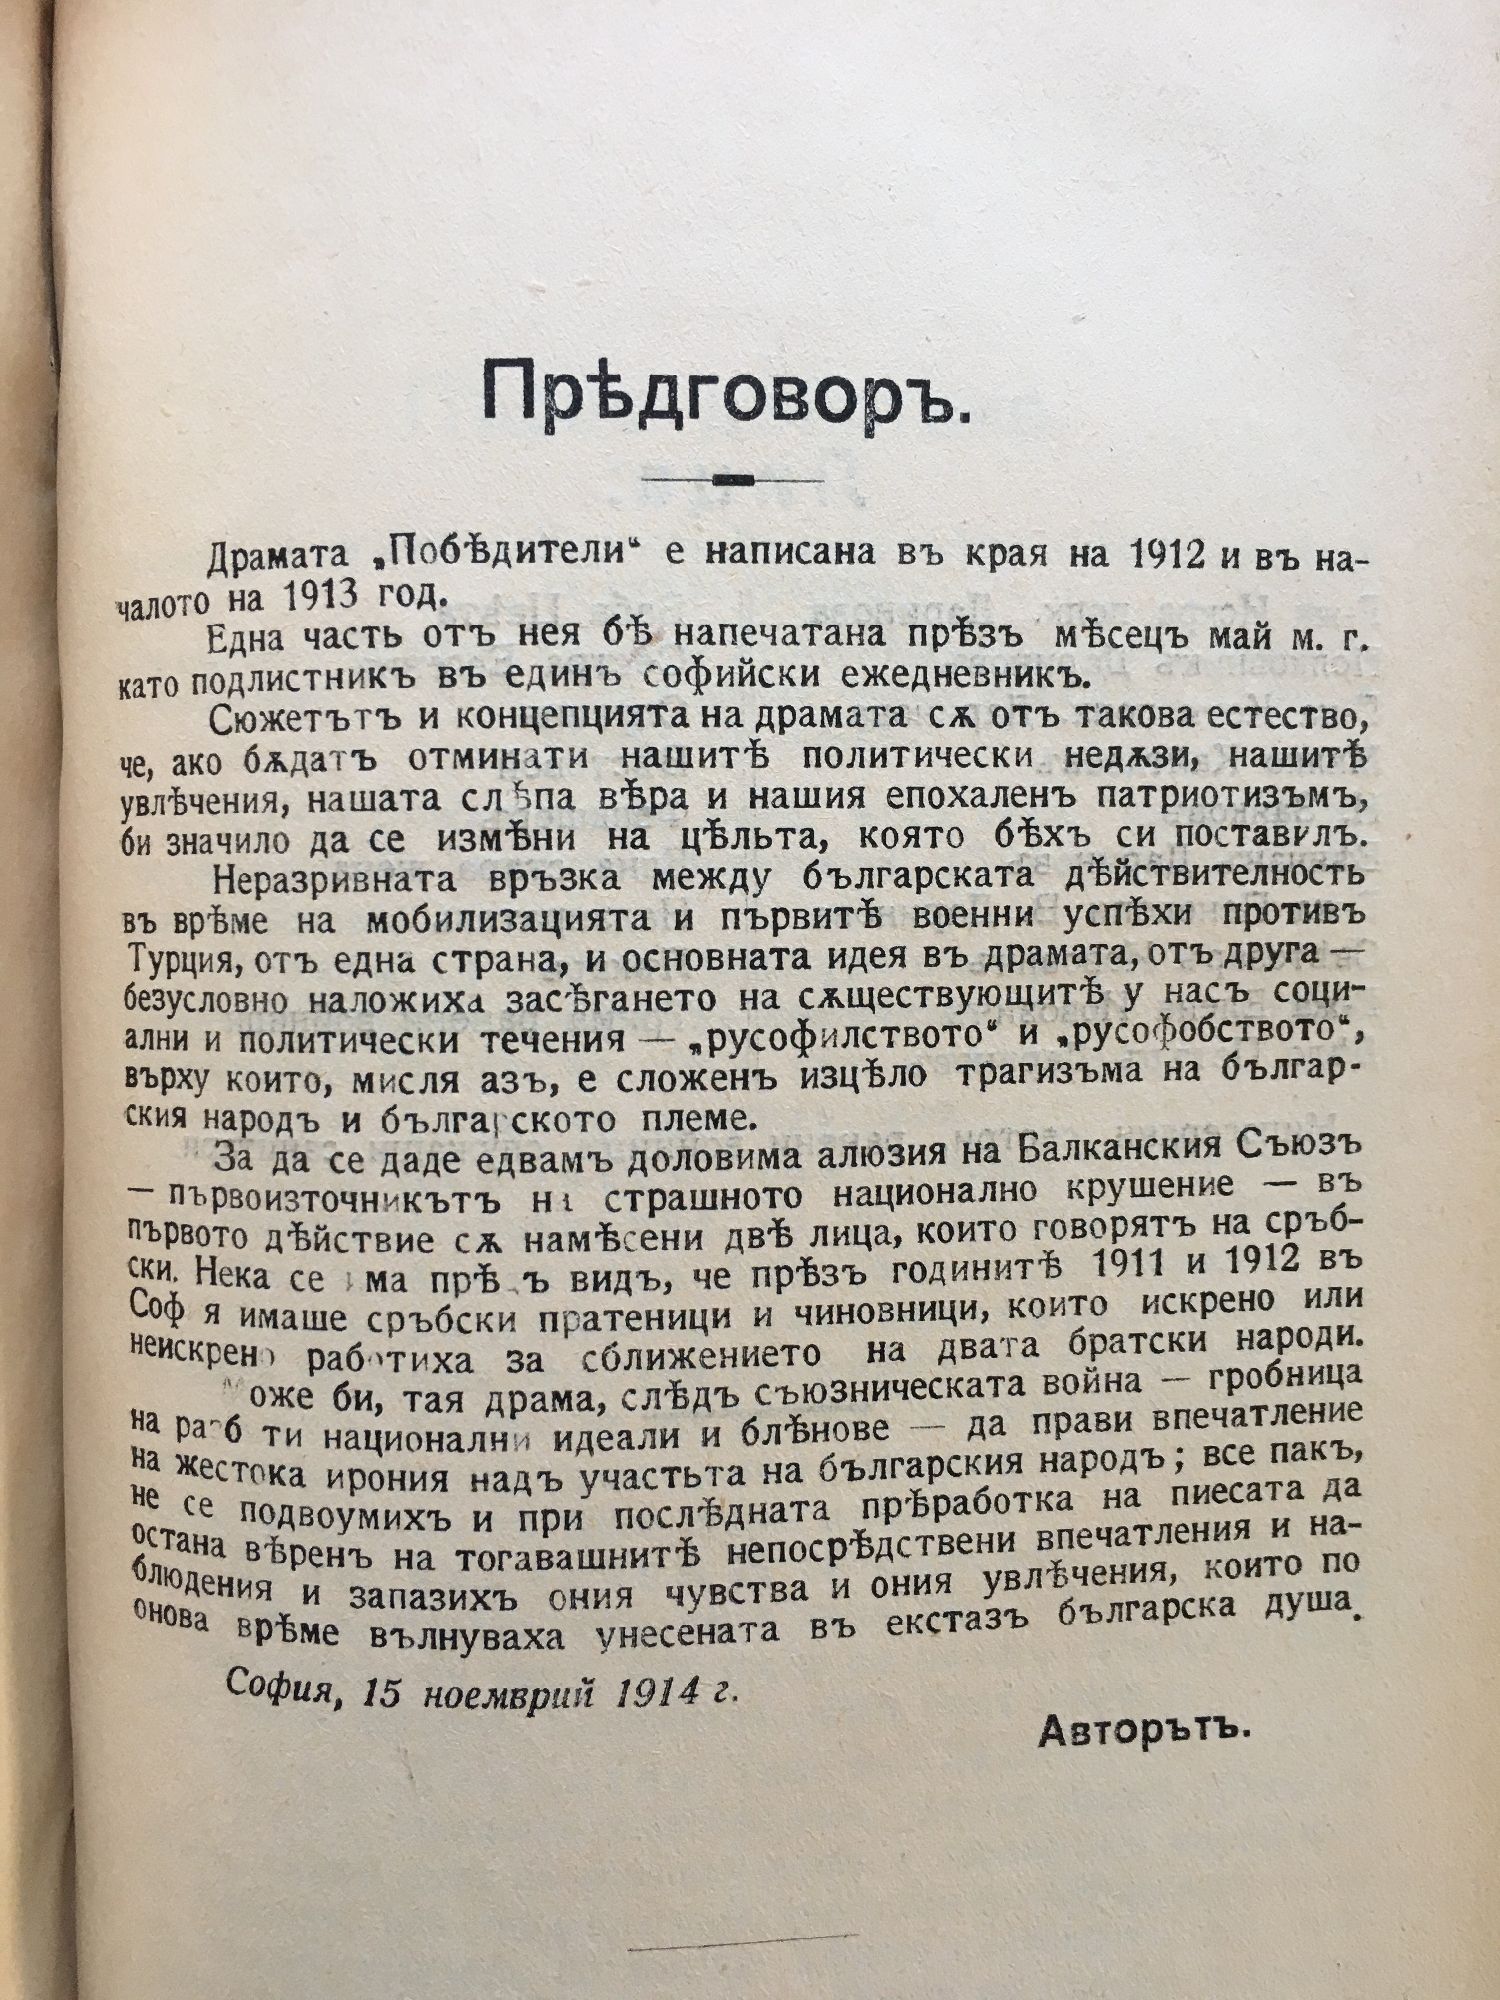 Прѣдговоръ.
Драмата „Побѣдители“ е написана въ края на 1912 и въ на-
чалото на 1913 год.
Една часть отъ нея бѣ напечатана прѣзъ мѣсецъ май м. г.
като подлистникъ въ единъ софийски ежедневникъ.
Сюжетътъ и концепцията на драмата сѫ отъ такова естество,
че, ако бѫдатъ отминати нашитѣ политически недѫзи, нашитѣ
увлѣчения, нашата слѣпа вѣра и нашия епохаленъ патриотизъмъ,
би значило да се измѣни на цѣльта, която бѣхъ си поставилъ.
Неразривната връзка между българската дѣйствителность
въ врѣме на мобилизацията и първитѣ военни успѣхи противъ
Турция, отъ една страна, и основната идея въ драмата, отъ друга —
безусловно наложиха засѣгането на сѫществующитѣ у насъ соци-
ални и политически течения — „русофилството“ и „русофобството“,
върху които, мисля азъ, е сложенъ изцѣло трагизъма на българ-
ския народъ и българското племе.
За да се даде едвамъ доловима алюзия на Балканския Съюзъ
— първоизточникътъ на страшното национално крушение — въ
първото дѣйствие сѫ намѣсени двѣ лица, които говорятъ на сръб-
ски. Нека се има прѣдъ видъ, че прѣзъ годинитѣ 1911 и 1912 въ
Соф я имаше сръбски пратеници и чиновници, които искрено или
неискрено работиха за сближението на двата братски народи.
Може би, тая драма, слѣдъ съюзническата война — гробница
на разб ти национални идеали и блѣнове — да прави впечатление
на жестока ирония надъ участьта на българския народъ; все пакъ,
не се подвоумихъ и при послѣдната прѣработка на пиесата да
остана вѣренъ на тогавашнитѣ непосрѣдствени впечатления и на-
блюдения и запазихъ ония чувства и ония увлѣчения, които по
онова врѣме вълнуваха унесената въ екстазъ българска душа.
София, 15 ноемврий 1914 г.
Авторътъ.